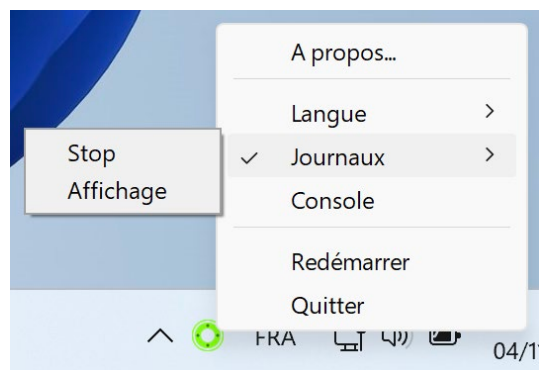 A propos...
Langue
Journaux
Console
Redémarrer
Quitter
Stop
Affichage
FRA
04/1